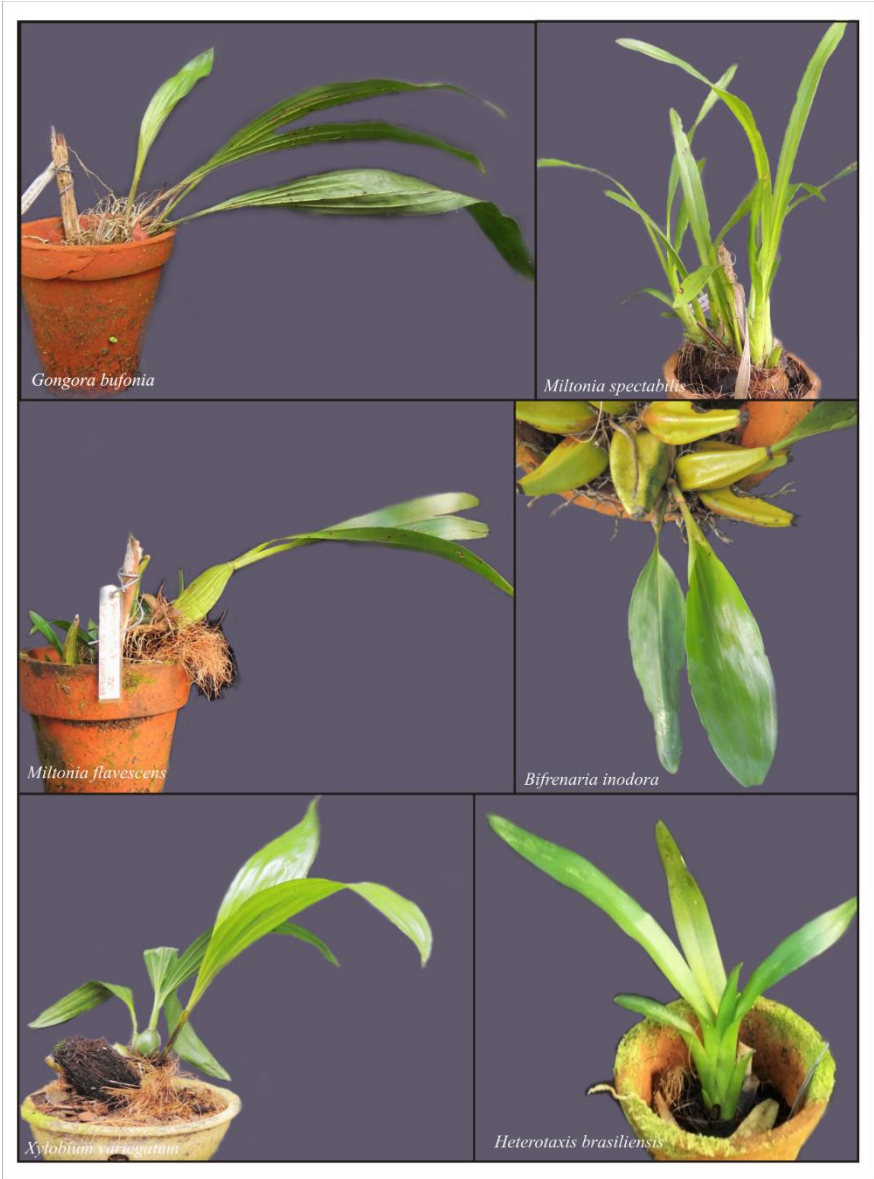 Gongora bufonia
Miltonia spectabilis
Miltonia flavescens
Bifrenaria inodora
Xylobium variegatum
Heterotaxis brasiliensis